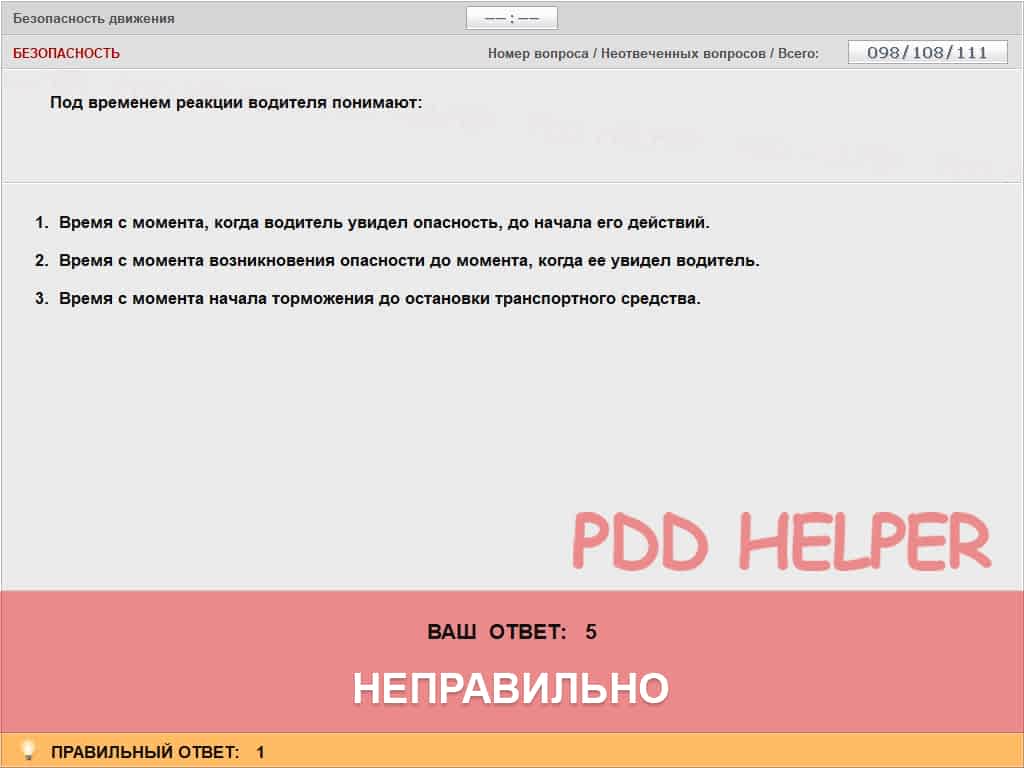 Безопасность движения
—— : ——
БЕЗОПАСНОСТЬ
Номер вопроса / Неотвеченных вопросов / Всего: 098/108/111
Под временем реакции водителя понимают:
1. Время с момента, когда водитель увидел опасность, до начала его действий.
2. Время с момента возникновения опасности до момента, когда ее увидел водитель.
3. Время с момента начала торможения до остановки транспортного средства.
PDD HELPER
ВАШ ОТВЕТ: 5
НЕПРАВИЛЬНО
ПРАВИЛЬНЫЙ ОТВЕТ: 1